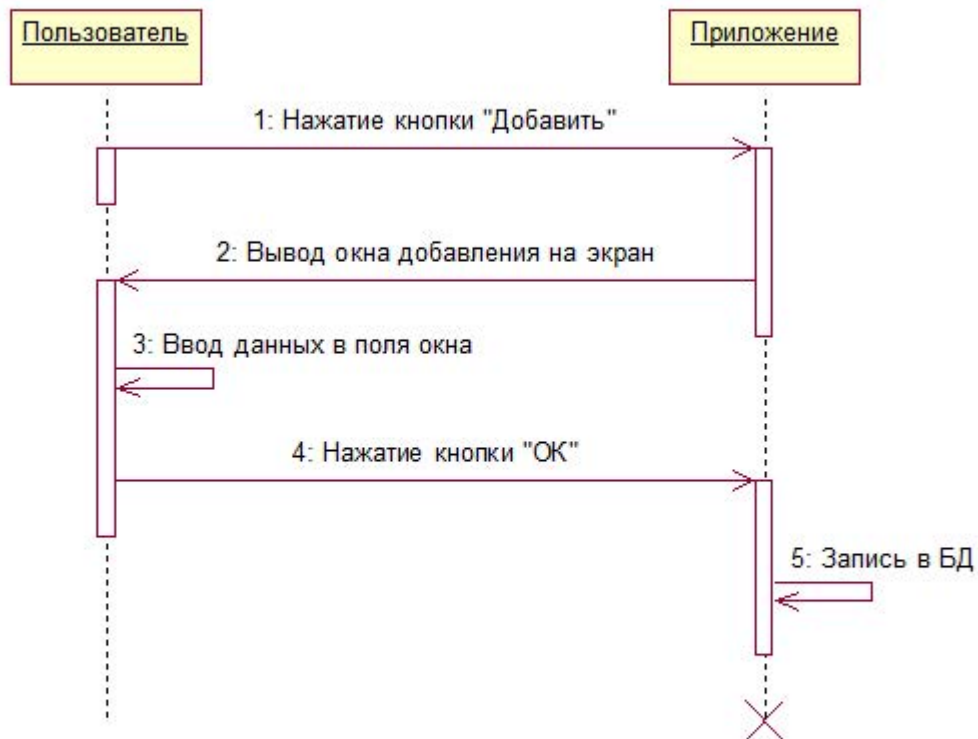 Пользователь
Приложение
1: Нажатие кнопки "Добавить"
2: Вывод окна добавления на экран
3: Ввод данных в поля окна
4: Нажатие кнопки "ОК"
5: Запись в БД